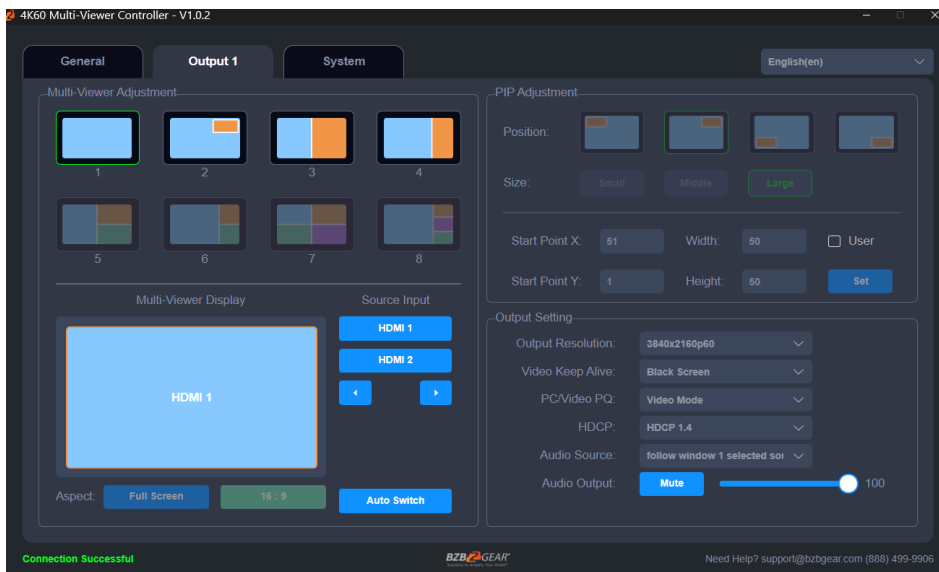 4K60 Multi-Viewer Controller - V1.0.2
General
Output 1
System
English(en)
Multi-Viewer Adjustment
1
2
3
4
5
6
7
8
Multi-Viewer Display
Source Input
HDMI 1
HDMI 1
HDMI 2
Aspect:
Full Screen
16 : 9
Auto Switch
PIP Adjustment
Position:
Size:
Small
Middle
Large
Start Point X:
51
Width:
50
User
Start Point Y:
1
Height:
50
Set
Output Setting
Output Resolution:
3840x2160p60
Video Keep Alive:
Black Screen
PC/Video PQ:
Video Mode
HDCP:
HDCP 1.4
Audio Source:
follow window 1 selected sou
Audio Output:
Mute
100
Connection Successful
BZBGEAR
Need Help? support@bzbgear.com (888) 499-9906